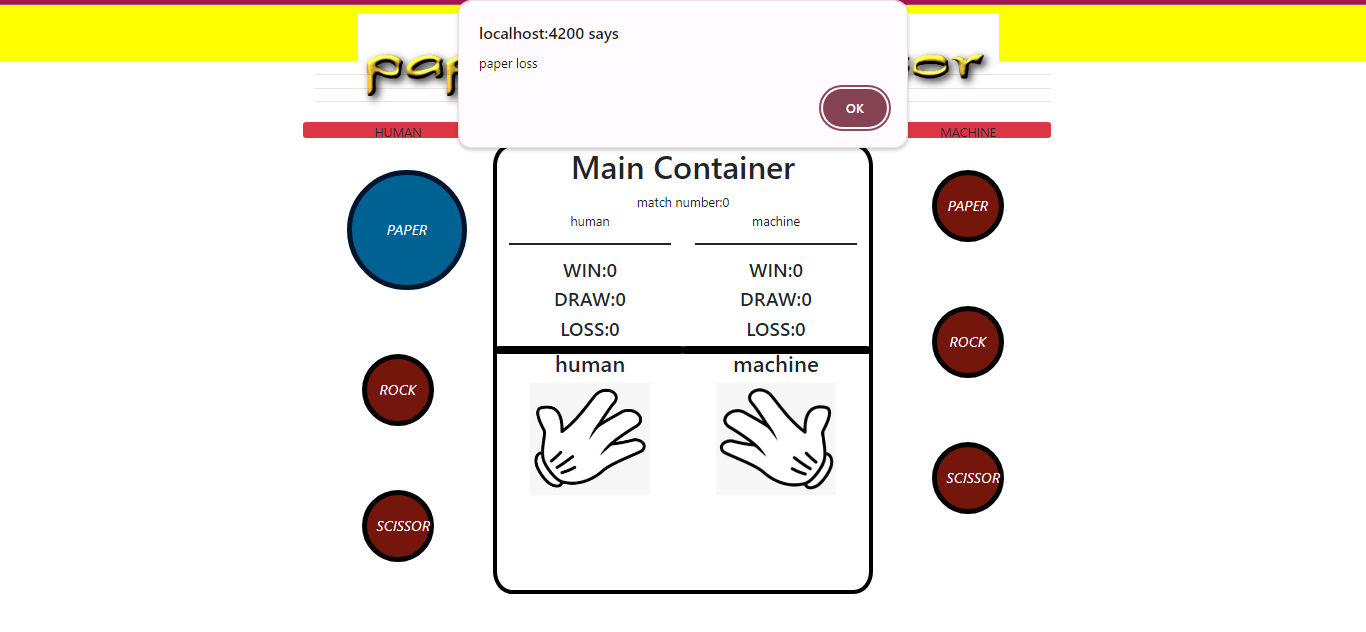 localhost:4200 says
paper loss
OK
pap or
HUMAN MACHINE
Main Container
match number:0
human machine
WIN:0 WIN:0
DRAW:0 DRAW:0
LOSS:0 LOSS:0
human machine
PAPER
ROCK
SCISSOR
PAPER
ROCK
SCISSOR